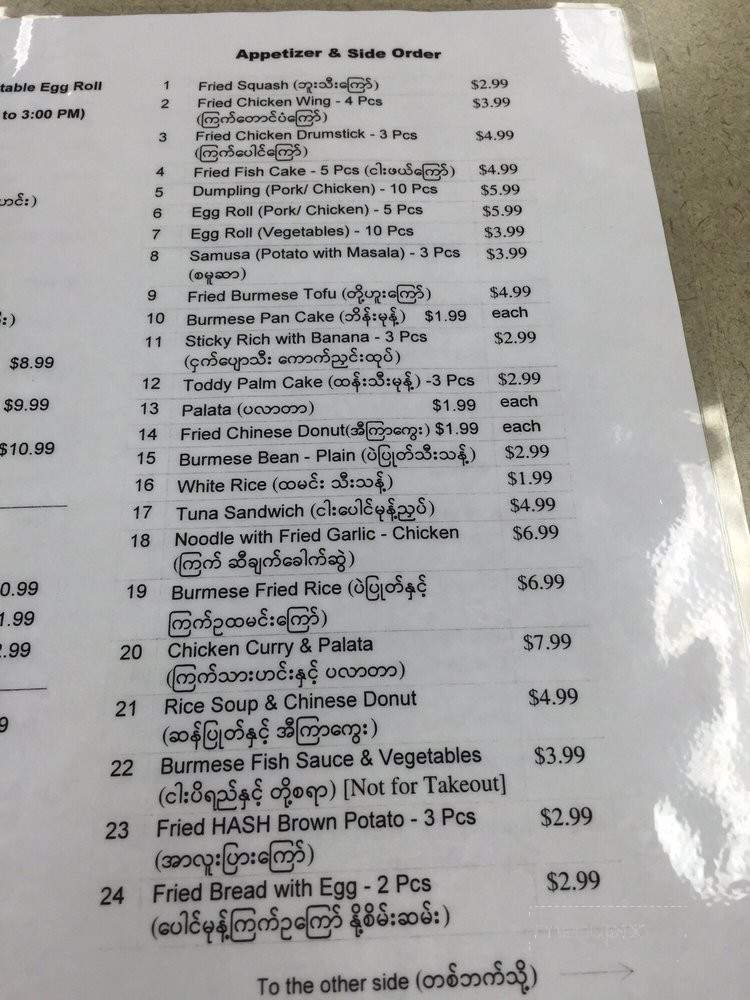 Appetizer & Side Order
table Egg Roll
to 3:00 PM)
ဟင်း)
း)
$8.99
$9.99
$10.99
0.99
1.99
.99
9
1 Fried Squash (ဘူးသီးကြော်) $2.99
2 Fried Chicken Wing - 4 Pcs $3.99
(ကြက်တောင်ပံကြော်)
3 Fried Chicken Drumstick - 3 Pcs $4.99
(ကြက်ပေါင်ကြော်)
4 Fried Fish Cake - 5 Pcs (ငါးဖယ်ကြော်) $4.99
5 Dumpling (Pork/ Chicken) - 10 Pcs $5.99
6 Egg Roll (Pork/ Chicken) - 5 Pcs $5.99
7 Egg Roll (Vegetables) - 10 Pcs $3.99
8 Samusa (Potato with Masala) - 3 Pcs $3.99
(စမူဆာ)
9 Fried Burmese Tofu (တို့ဟူးကြော်) $4.99
10 Burmese Pan Cake (ဘိန်းမုန့်) $1.99 each
11 Sticky Rich with Banana - 3 Pcs $2.99
(ငှက်ပျောသီး ကောက်ညှင်းထုပ်)
12 Toddy Palm Cake (ထန်းသီးမုန့်) -3 Pcs $2.99
13 Palata (ပလာတာ) $1.99 each
14 Fried Chinese Donut(အီကြာကွေး) $1.99 each
15 Burmese Bean - Plain (ပဲပြုတ်သီးသန့်) $2.99
16 White Rice (ထမင်း သီးသန့်) $1.99
17 Tuna Sandwich (ငါးပေါင်မုန့်ညှပ်) $4.99
18 Noodle with Fried Garlic - Chicken $6.99
(ကြက် ဆီချက်ခေါက်ဆွဲ)
19 Burmese Fried Rice (ပဲပြုတ်နှင့် $6.99
ကြက်ဥထမင်းကြော်)
20 Chicken Curry & Palata $7.99
(ကြက်သားဟင်းနှင့် ပလာတာ)
21 Rice Soup & Chinese Donut $4.99
(ဆန်ပြုတ်နှင့် အီကြာကွေး)
22 Burmese Fish Sauce & Vegetables $3.99
(ငါးပိရည်နှင့် တို့စရာ) [Not for Takeout]
23 Fried HASH Brown Potato - 3 Pcs $2.99
(အာလူးပြားကြော်)
24 Fried Bread with Egg - 2 Pcs $2.99
(ပေါင်မုန့်ကြက်ဥကြော် နို့စိမ်းဆမ်း)
To the other side (တစ်ဘက်သို့)